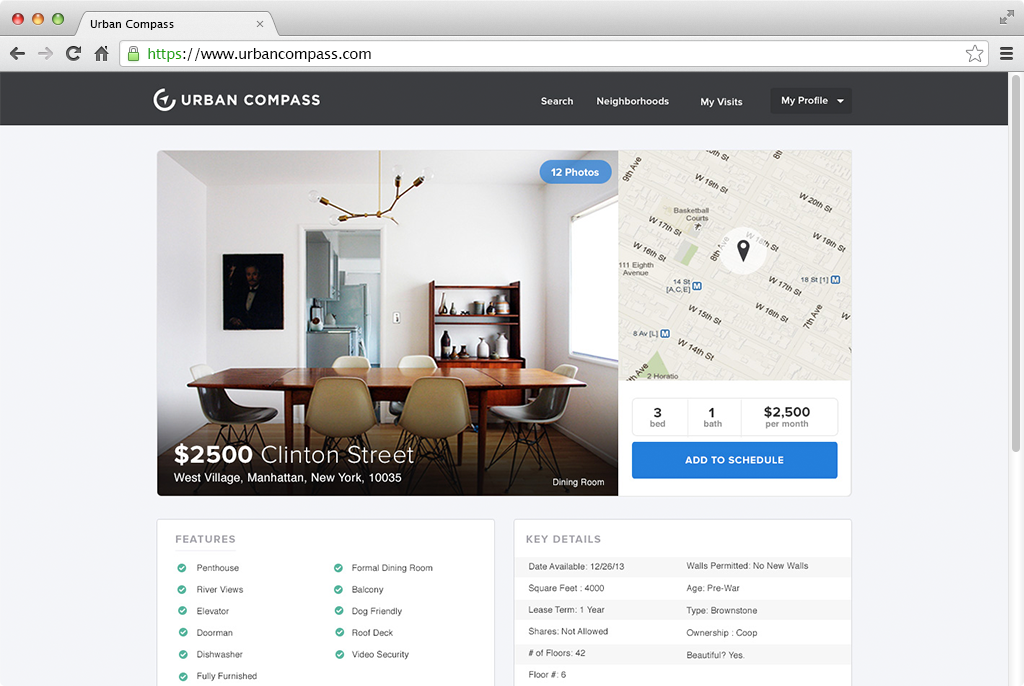 Urban Compass
https://www.urbancompass.com
URBAN COMPASS
Search
Neighborhoods
My Visits
My Profile
12 Photos
$2500 Clinton Street
West Village, Manhattan, New York, 10035
Dining Room
9th Ave
8th
W 19th St
W 20th St
Basketball
Courts
W 17th St
W 19th St
W 16th St
8th Ave
W 18th St
111 Eighth
Avenue
14 St
[A,C,E] M
18 St [1] M
W 17th St
W 15th St
W 16th St
7th Ave
8 Av [L] M
W 14th St
2 Horatio
3
bed
1
bath
$2,500
per month
ADD TO SCHEDULE
FEATURES
Penthouse
River Views
Elevator
Doorman
Dishwasher
Fully Furnished
Formal Dining Room
Balcony
Dog Friendly
Roof Deck
Video Security
KEY DETAILS
Date Available: 12/26/13
Square Feet : 4000
Lease Term: 1 Year
Shares: Not Allowed
# of Floors: 42
Floor #: 6
Walls Permitted: No New Walls
Age: Pre-War
Type: Brownstone
Ownership : Coop
Beautiful? Yes.